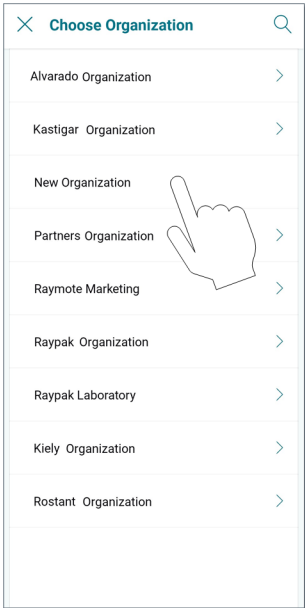 Choose Organization
Alvarado Organization
Kastigar Organization
New Organization
Partners Organization
Raymote Marketing
Raypak Organization
Raypak Laboratory
Kiely Organization
Rostant Organization